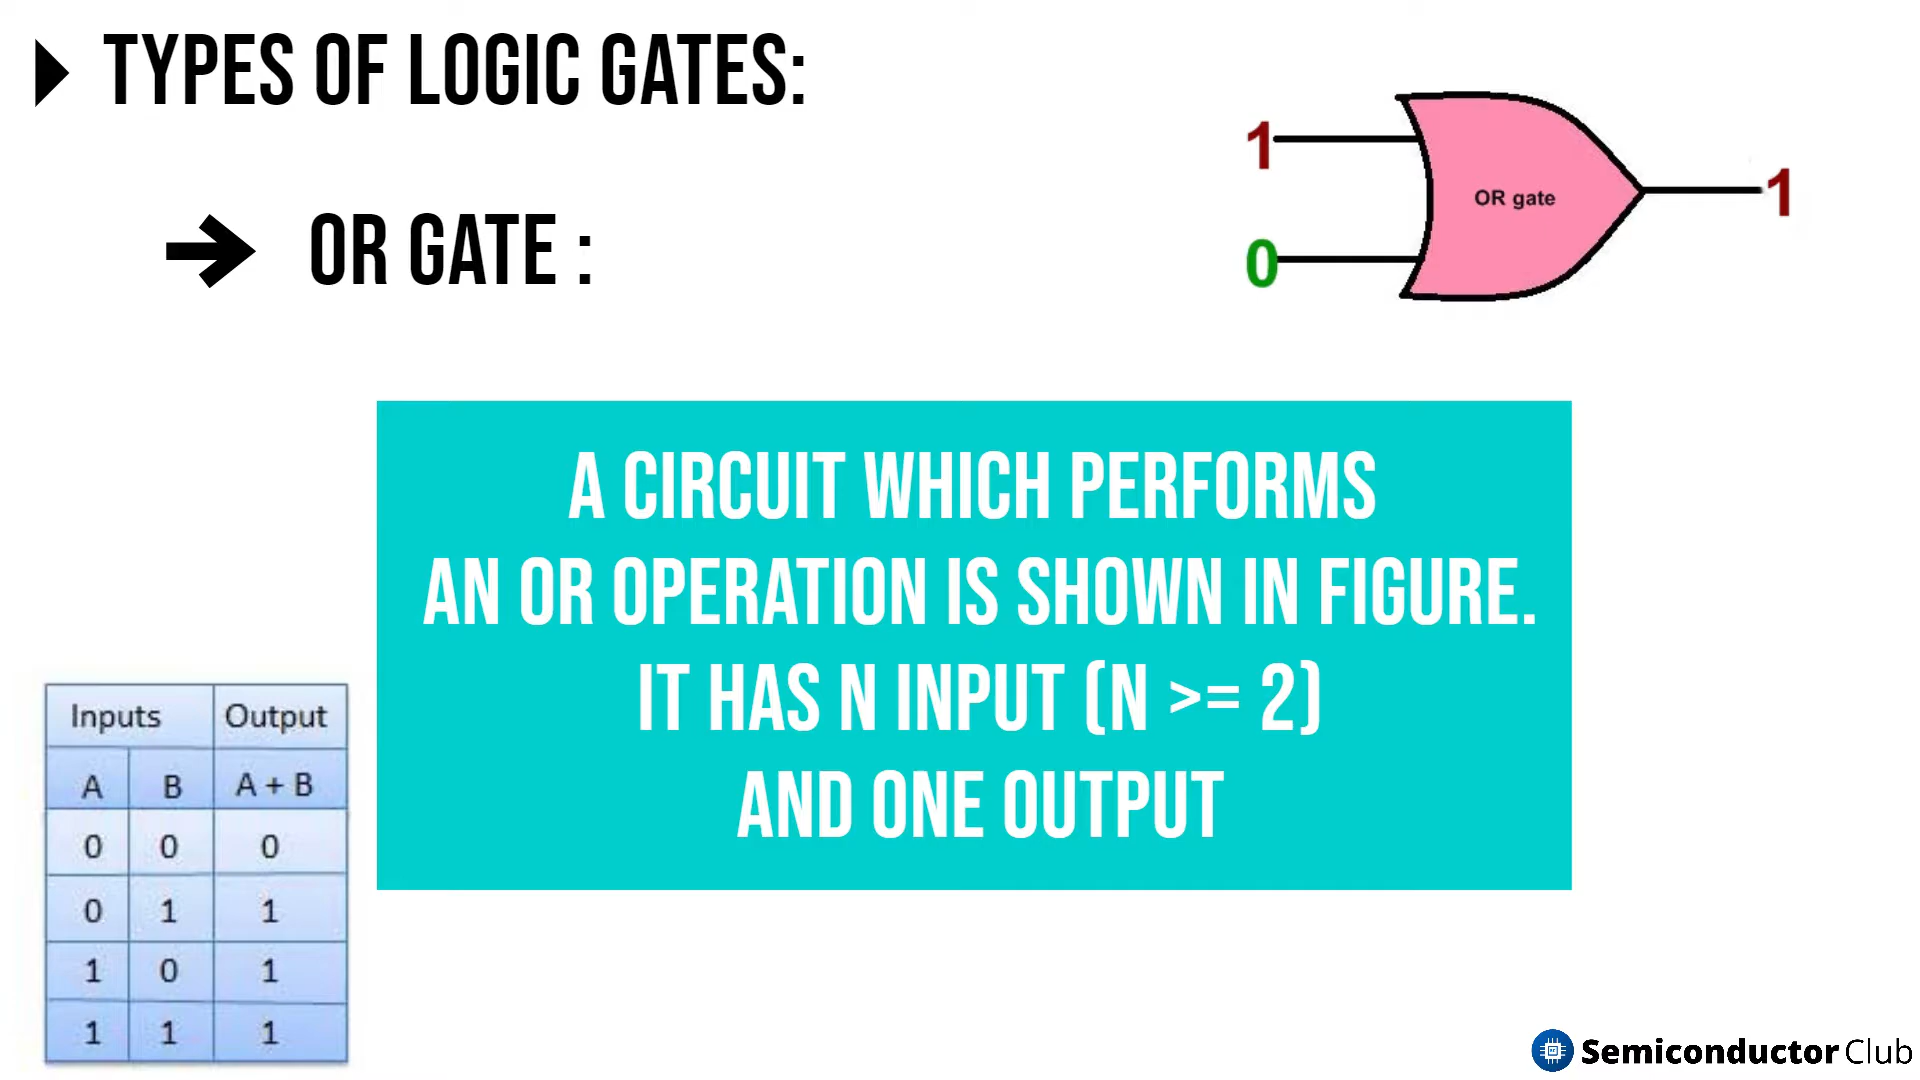 TYPES OF LOGIC GATES:
OR GATE :
1
0
OR gate
1
A CIRCUIT WHICH PERFORMS
AN OR OPERATION IS SHOWN IN FIGURE.
IT HAS N INPUT (N >= 2)
AND ONE OUTPUT
Inputs Output
A B A + B
0 0 0
0 1 1
1 0 1
1 1 1
Semiconductor Club